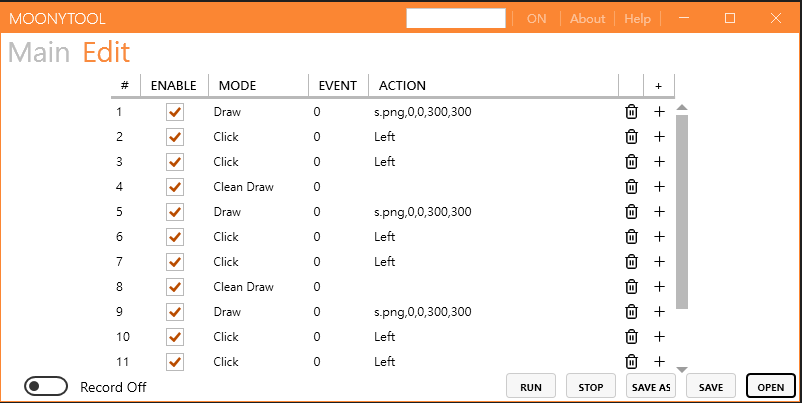 MOONYTOOL ON About Help
Main Edit
# ENABLE MODE EVENT ACTION +
1 Draw 0 s.png,0,0,300,300
2 Click 0 Left
3 Click 0 Left
4 Clean Draw 0
5 Draw 0 s.png,0,0,300,300
6 Click 0 Left
7 Click 0 Left
8 Clean Draw 0
9 Draw 0 s.png,0,0,300,300
10 Click 0 Left
11 Click 0 Left
Record Off RUN STOP SAVE AS SAVE OPEN